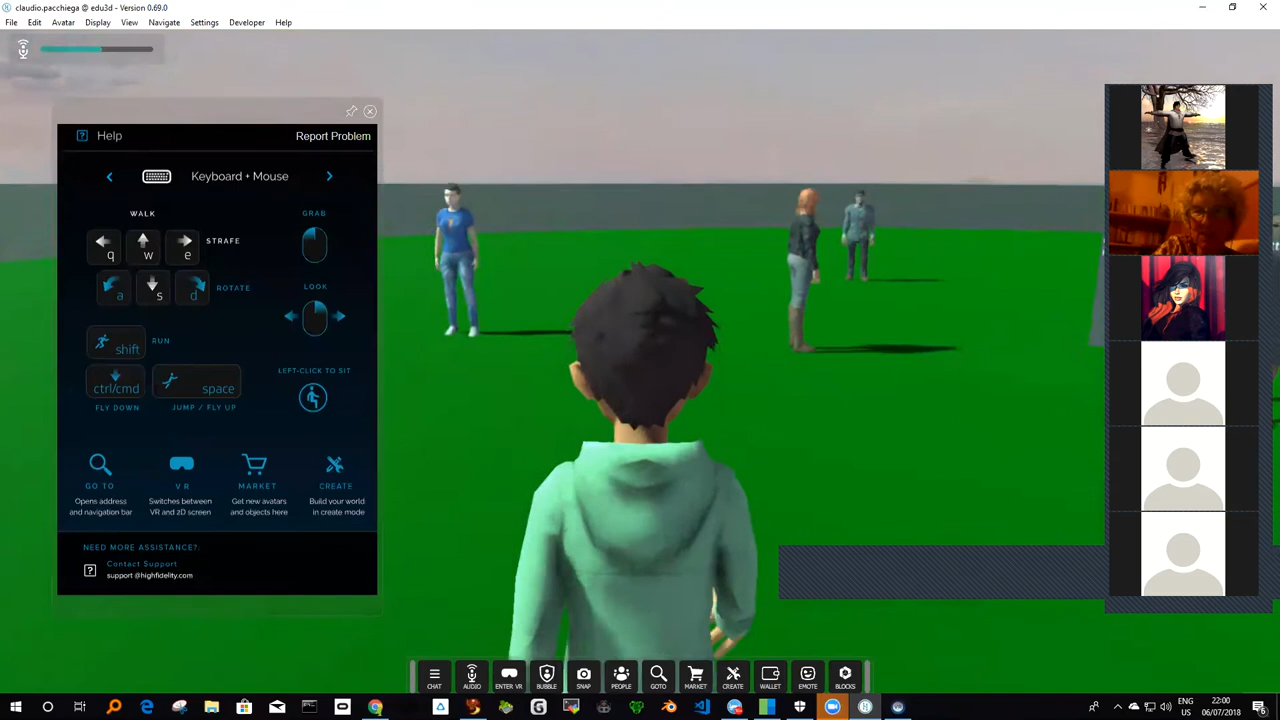 claudio.pacchiega @ edu3d - Version 0.69.0
File Edit Avatar Display View Navigate Settings Developer Help
? Help Report Problem
Keyboard + Mouse
WALK GRAB
q w e STRAFE
a s d ROTATE
LOOK
shift RUN
LEFT-CLICK TO SIT
ctrl/cmd space
FLY DOWN JUMP / FLY UP
GO TO VR MARKET CREATE
Opens address Switches between Get new avatars Build your world
and navigation bar VR and 2D screen and objects here in create mode
NEED MORE ASSISTANCE?:
Contact Support
? support @highfidelity.com
CHAT AUDIO ENTER VR BUBBLE SNAP PEOPLE GOTO MARKET CREATE WALLET EMOTE BLOCKS
ENG 22:00
US 06/07/2018